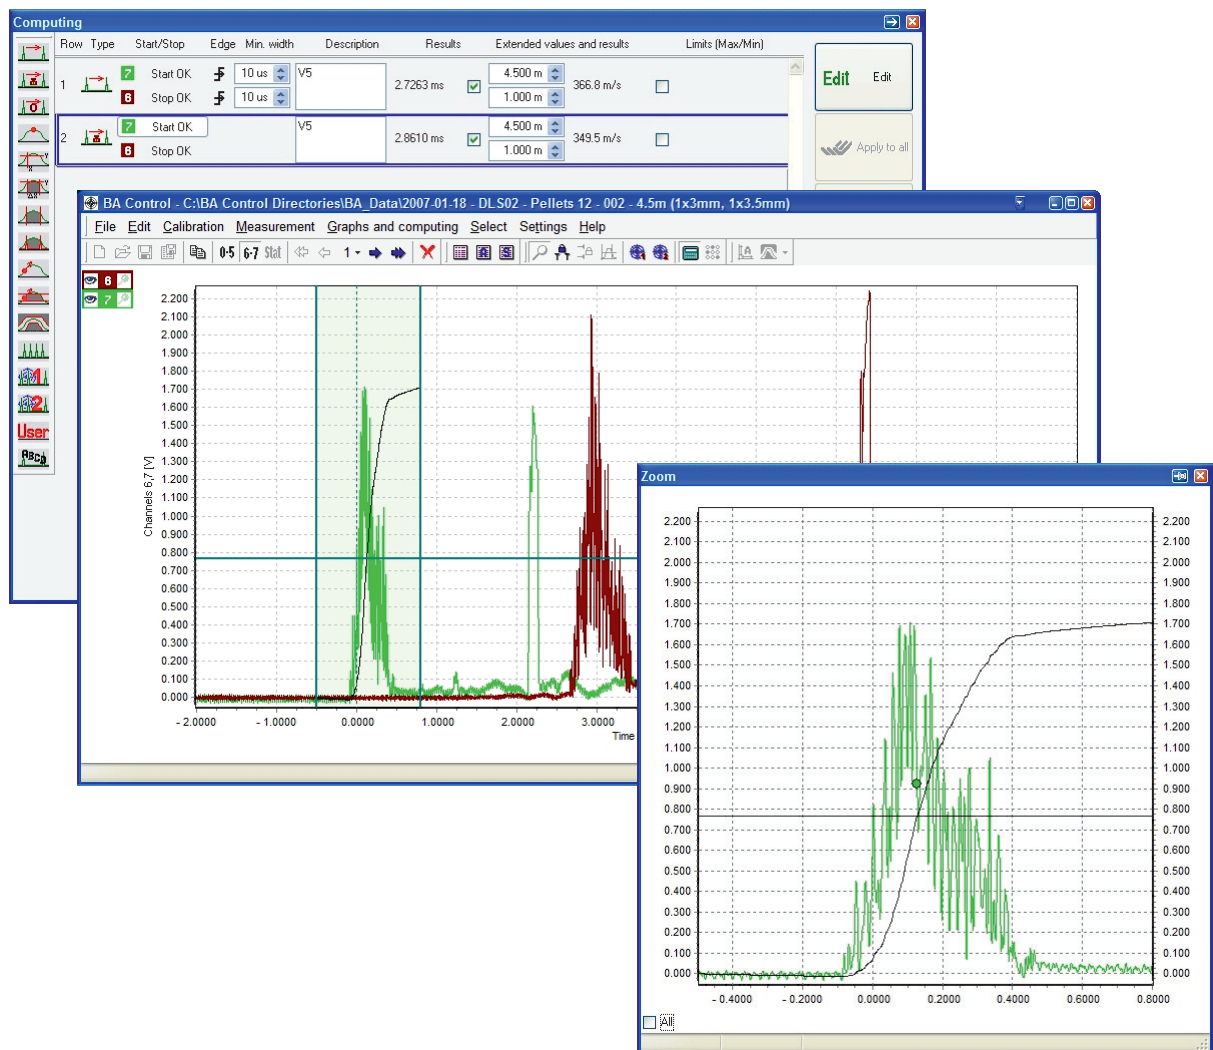 Computing
Row Type Start/Stop Edge Min. width Description Results Extended values and results Limits (Max/Min)
1 7 Start OK 10 us V5 2.7263 ms 4.500 m 366.8 m/s
6 Stop OK 10 us 1.000 m
2 7 Start OK V5 2.8610 ms 4.500 m 349.5 m/s
6 Stop OK 1.000 m
Edit Edit
Apply to all
1
2
User
ABCD
BA Control - C:\BA Control Directories\BA_Data\2007-01-18 - DLS02 - Pellets 12 - 002 - 4.5m (1x3mm, 1x3.5mm)
File Edit Calibration Measurement Graphs and computing Select Settings Help
0-5 6-7 Stat 1
6
7
Channels 6,7 [V]
2.200
2.100
2.000
1.900
1.800
1.700
1.600
1.500
1.400
1.300
1.200
1.100
1.000
0.900
0.800
0.700
0.600
0.500
0.400
0.300
0.200
0.100
0.000
- 2.0000 - 1.0000 0.0000 1.0000 2.0000 3.0000
Time
Zoom
2.200 2.200
2.100 2.100
2.000 2.000
1.900 1.900
1.800 1.800
1.700 1.700
1.600 1.600
1.500 1.500
1.400 1.400
1.300 1.300
1.200 1.200
1.100 1.100
1.000 1.000
0.900 0.900
0.800 0.800
0.700 0.700
0.600 0.600
0.500 0.500
0.400 0.400
0.300 0.300
0.200 0.200
0.100 0.100
0.000 0.000
- 0.4000 - 0.2000 0.0000 0.2000 0.4000 0.6000 0.8000
All